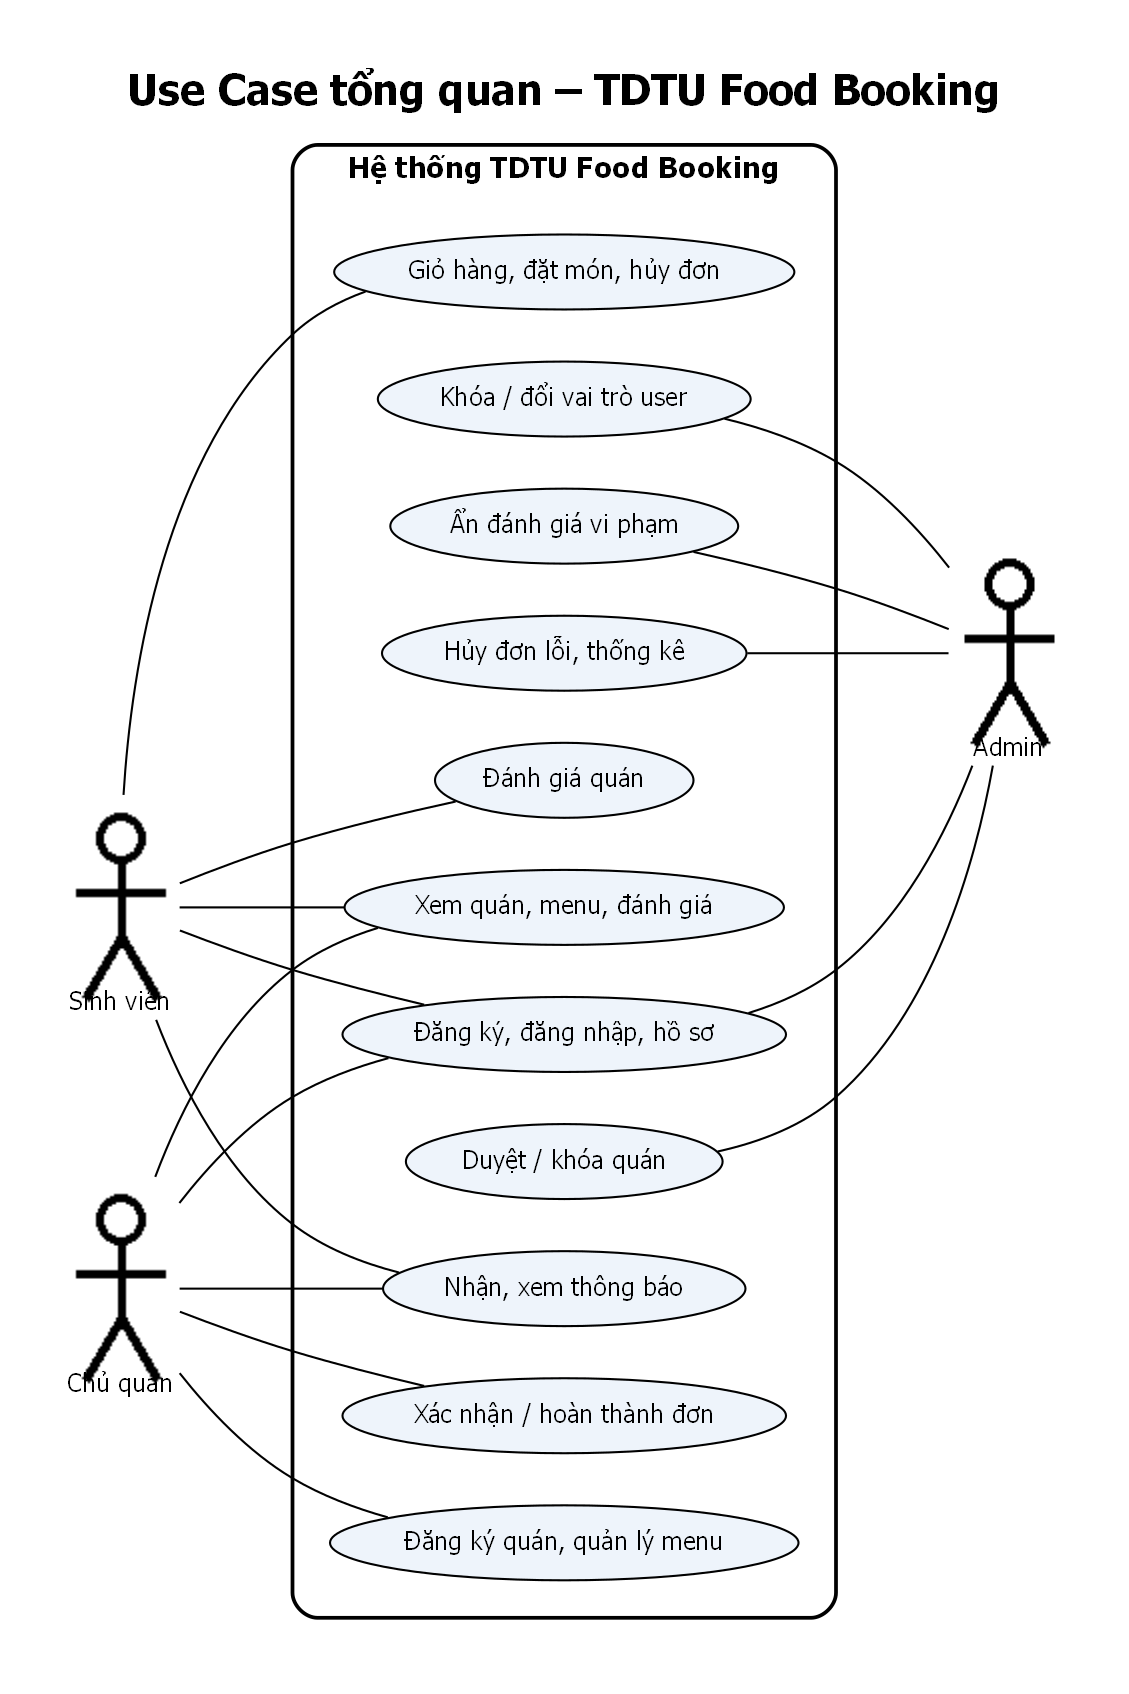 Use Case tổng quan – TDTU Food Booking
Hệ thống TDTU Food Booking
Giỏ hàng, đặt món, hủy đơn
Khóa / đổi vai trò user
Ẩn đánh giá vi phạm
Hủy đơn lỗi, thống kê
Admin
Đánh giá quán
Xem quán, menu, đánh giá
Sinh viên
Đăng ký, đăng nhập, hồ sơ
Duyệt / khóa quán
Nhận, xem thông báo
Chủ quán
Xác nhận / hoàn thành đơn
Đăng ký quán, quản lý menu